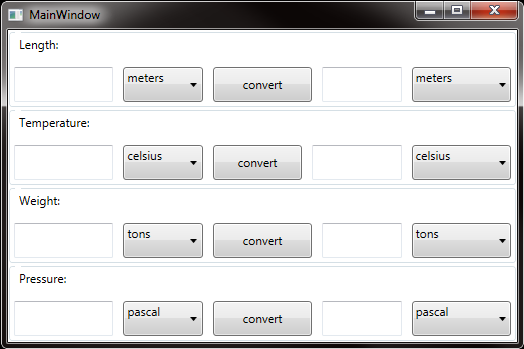 MainWindow
Length:
meters convert meters
Temperature:
celsius convert celsius
Weight:
tons convert tons
Pressure:
pascal convert pascal